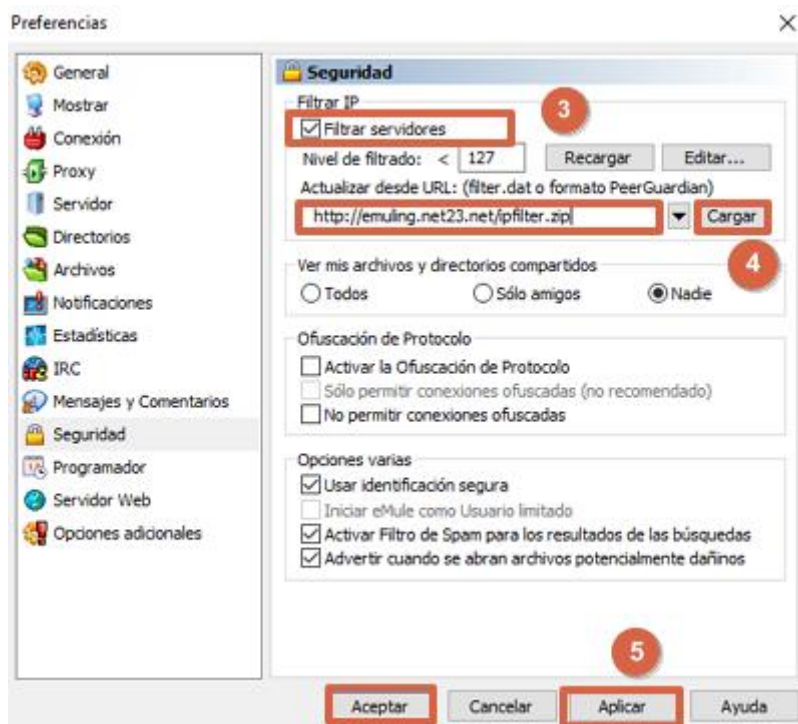 Preferencias
General
Mostrar
Conexión
Proxy
Servidor
Directorios
Archivos
Notificaciones
Estadísticas
IRC
Mensajes y Comentarios
Seguridad
Programador
Servidor Web
Opciones adicionales
Seguridad
Filtrar IP
3
Filtrar servidores
Nivel de filtrado: < 127 Recargar Editar...
Actualizar desde URL: (filter.dat o formato PeerGuardian)
http://emuling.net23.net/ipfilter.zip Cargar
4
Ver mis archivos y directorios compartidos
Todos Sólo amigos Nadie
Ofuscación de Protocolo
Activar la Ofuscación de Protocolo
Sólo permitir conexiones ofuscadas (no recomendado)
No permitir conexiones ofuscadas
Opciones varias
Usar identificación segura
Iniciar eMule como Usuario limitado
Activar Filtro de Spam para los resultados de las búsquedas
Advertir cuando se abran archivos potencialmente dañinos
5
Aceptar Cancelar Aplicar Ayuda